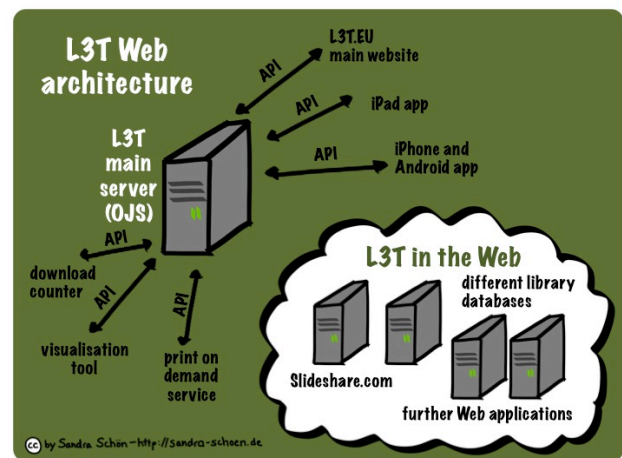 L3T Web
architecture
API
L3T.EU
main website
API
iPad app
API
iPhone and
Android app
L3T
main
server
(OJS)
API
download
counter
API
visualisation
tool
API
print on
demand
service
L3T in the Web
different library
databases
Slideshare.com
further Web applications
cc by Sandra Schön - http://sandra-schoen.de